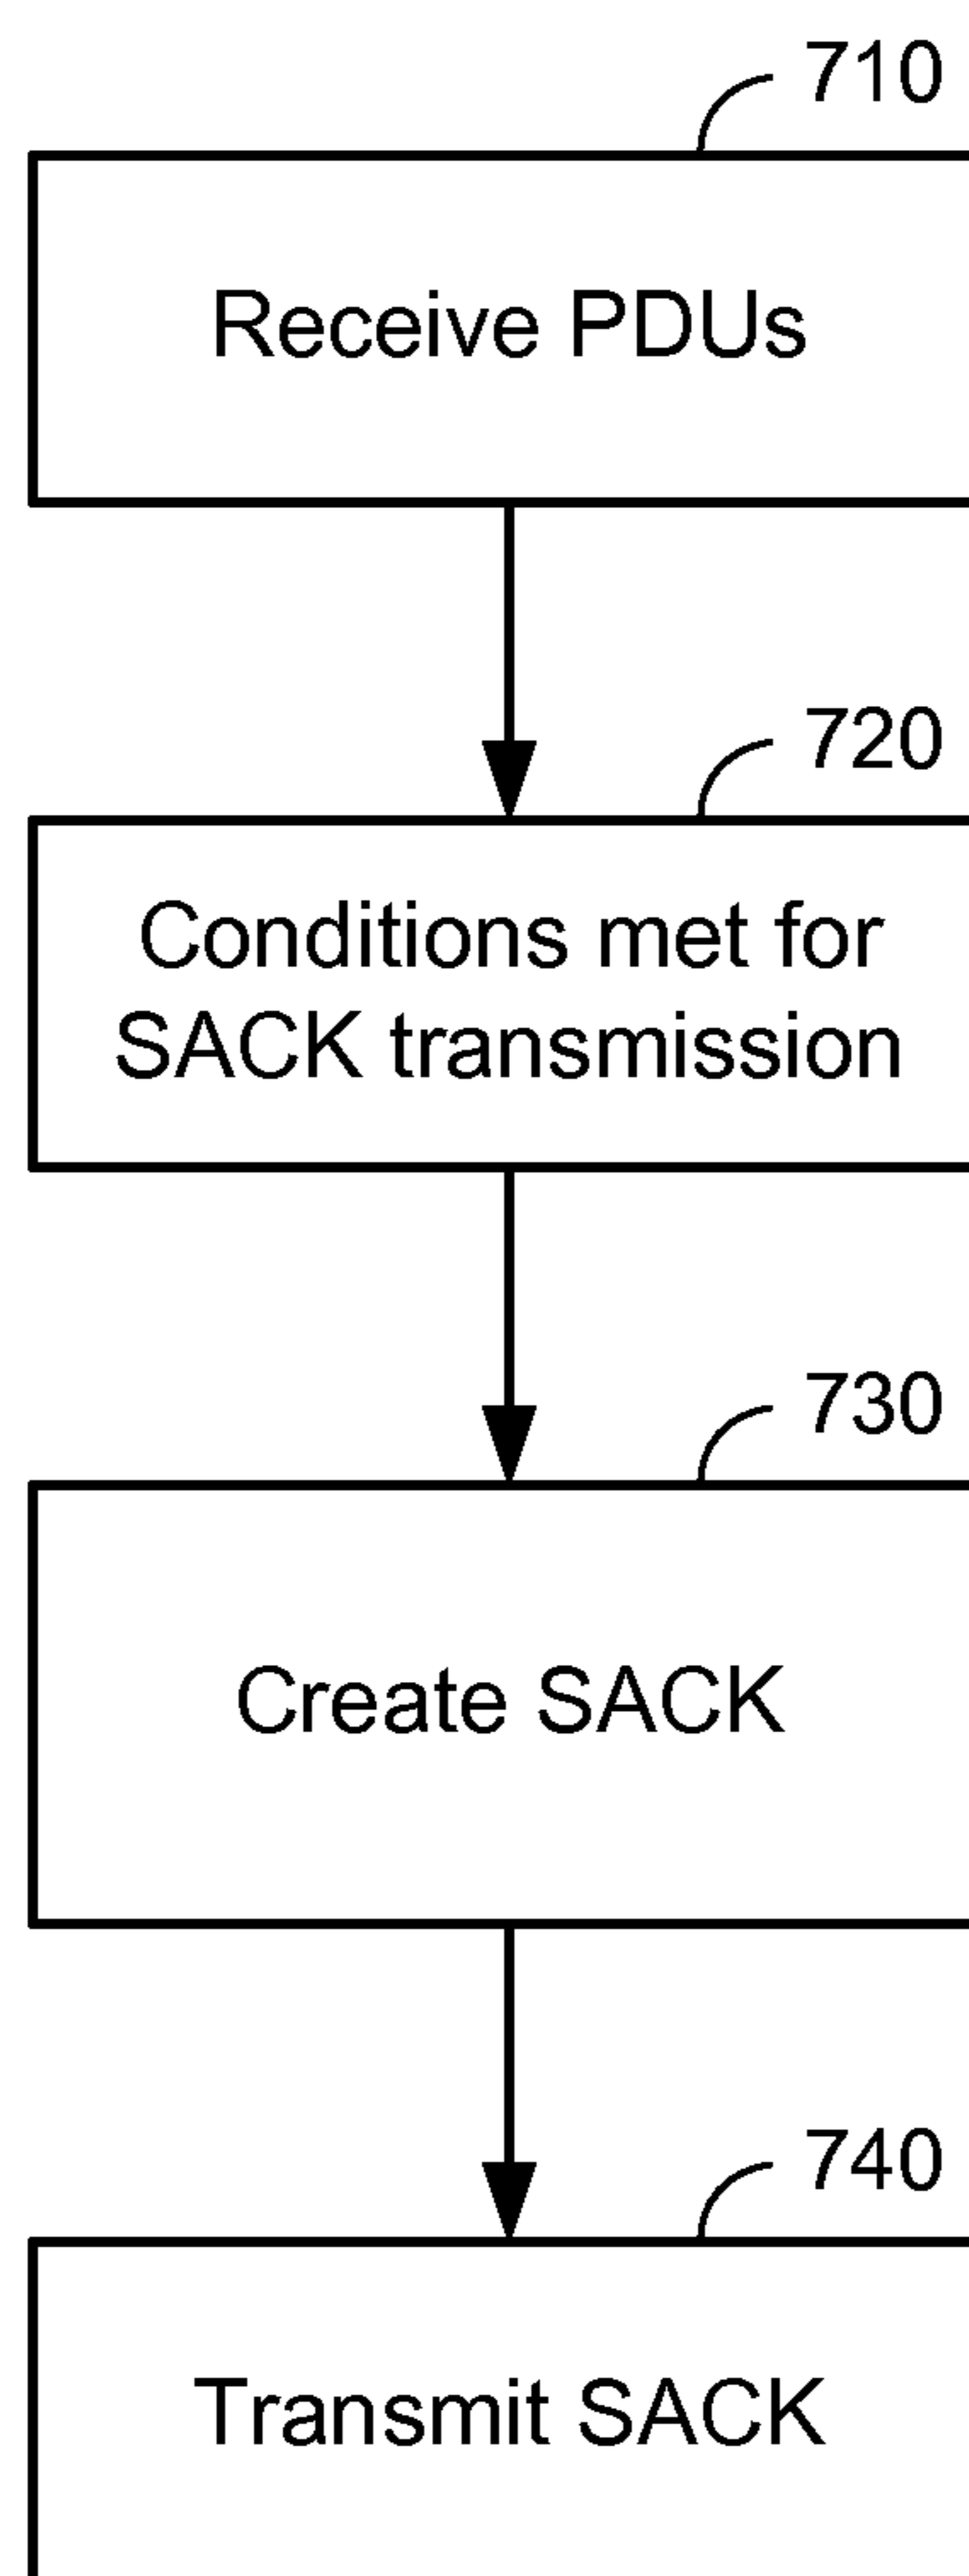 710
Receive PDUs
720
Conditions met for
SACK transmission
730
Create SACK
740
Transmit SACK